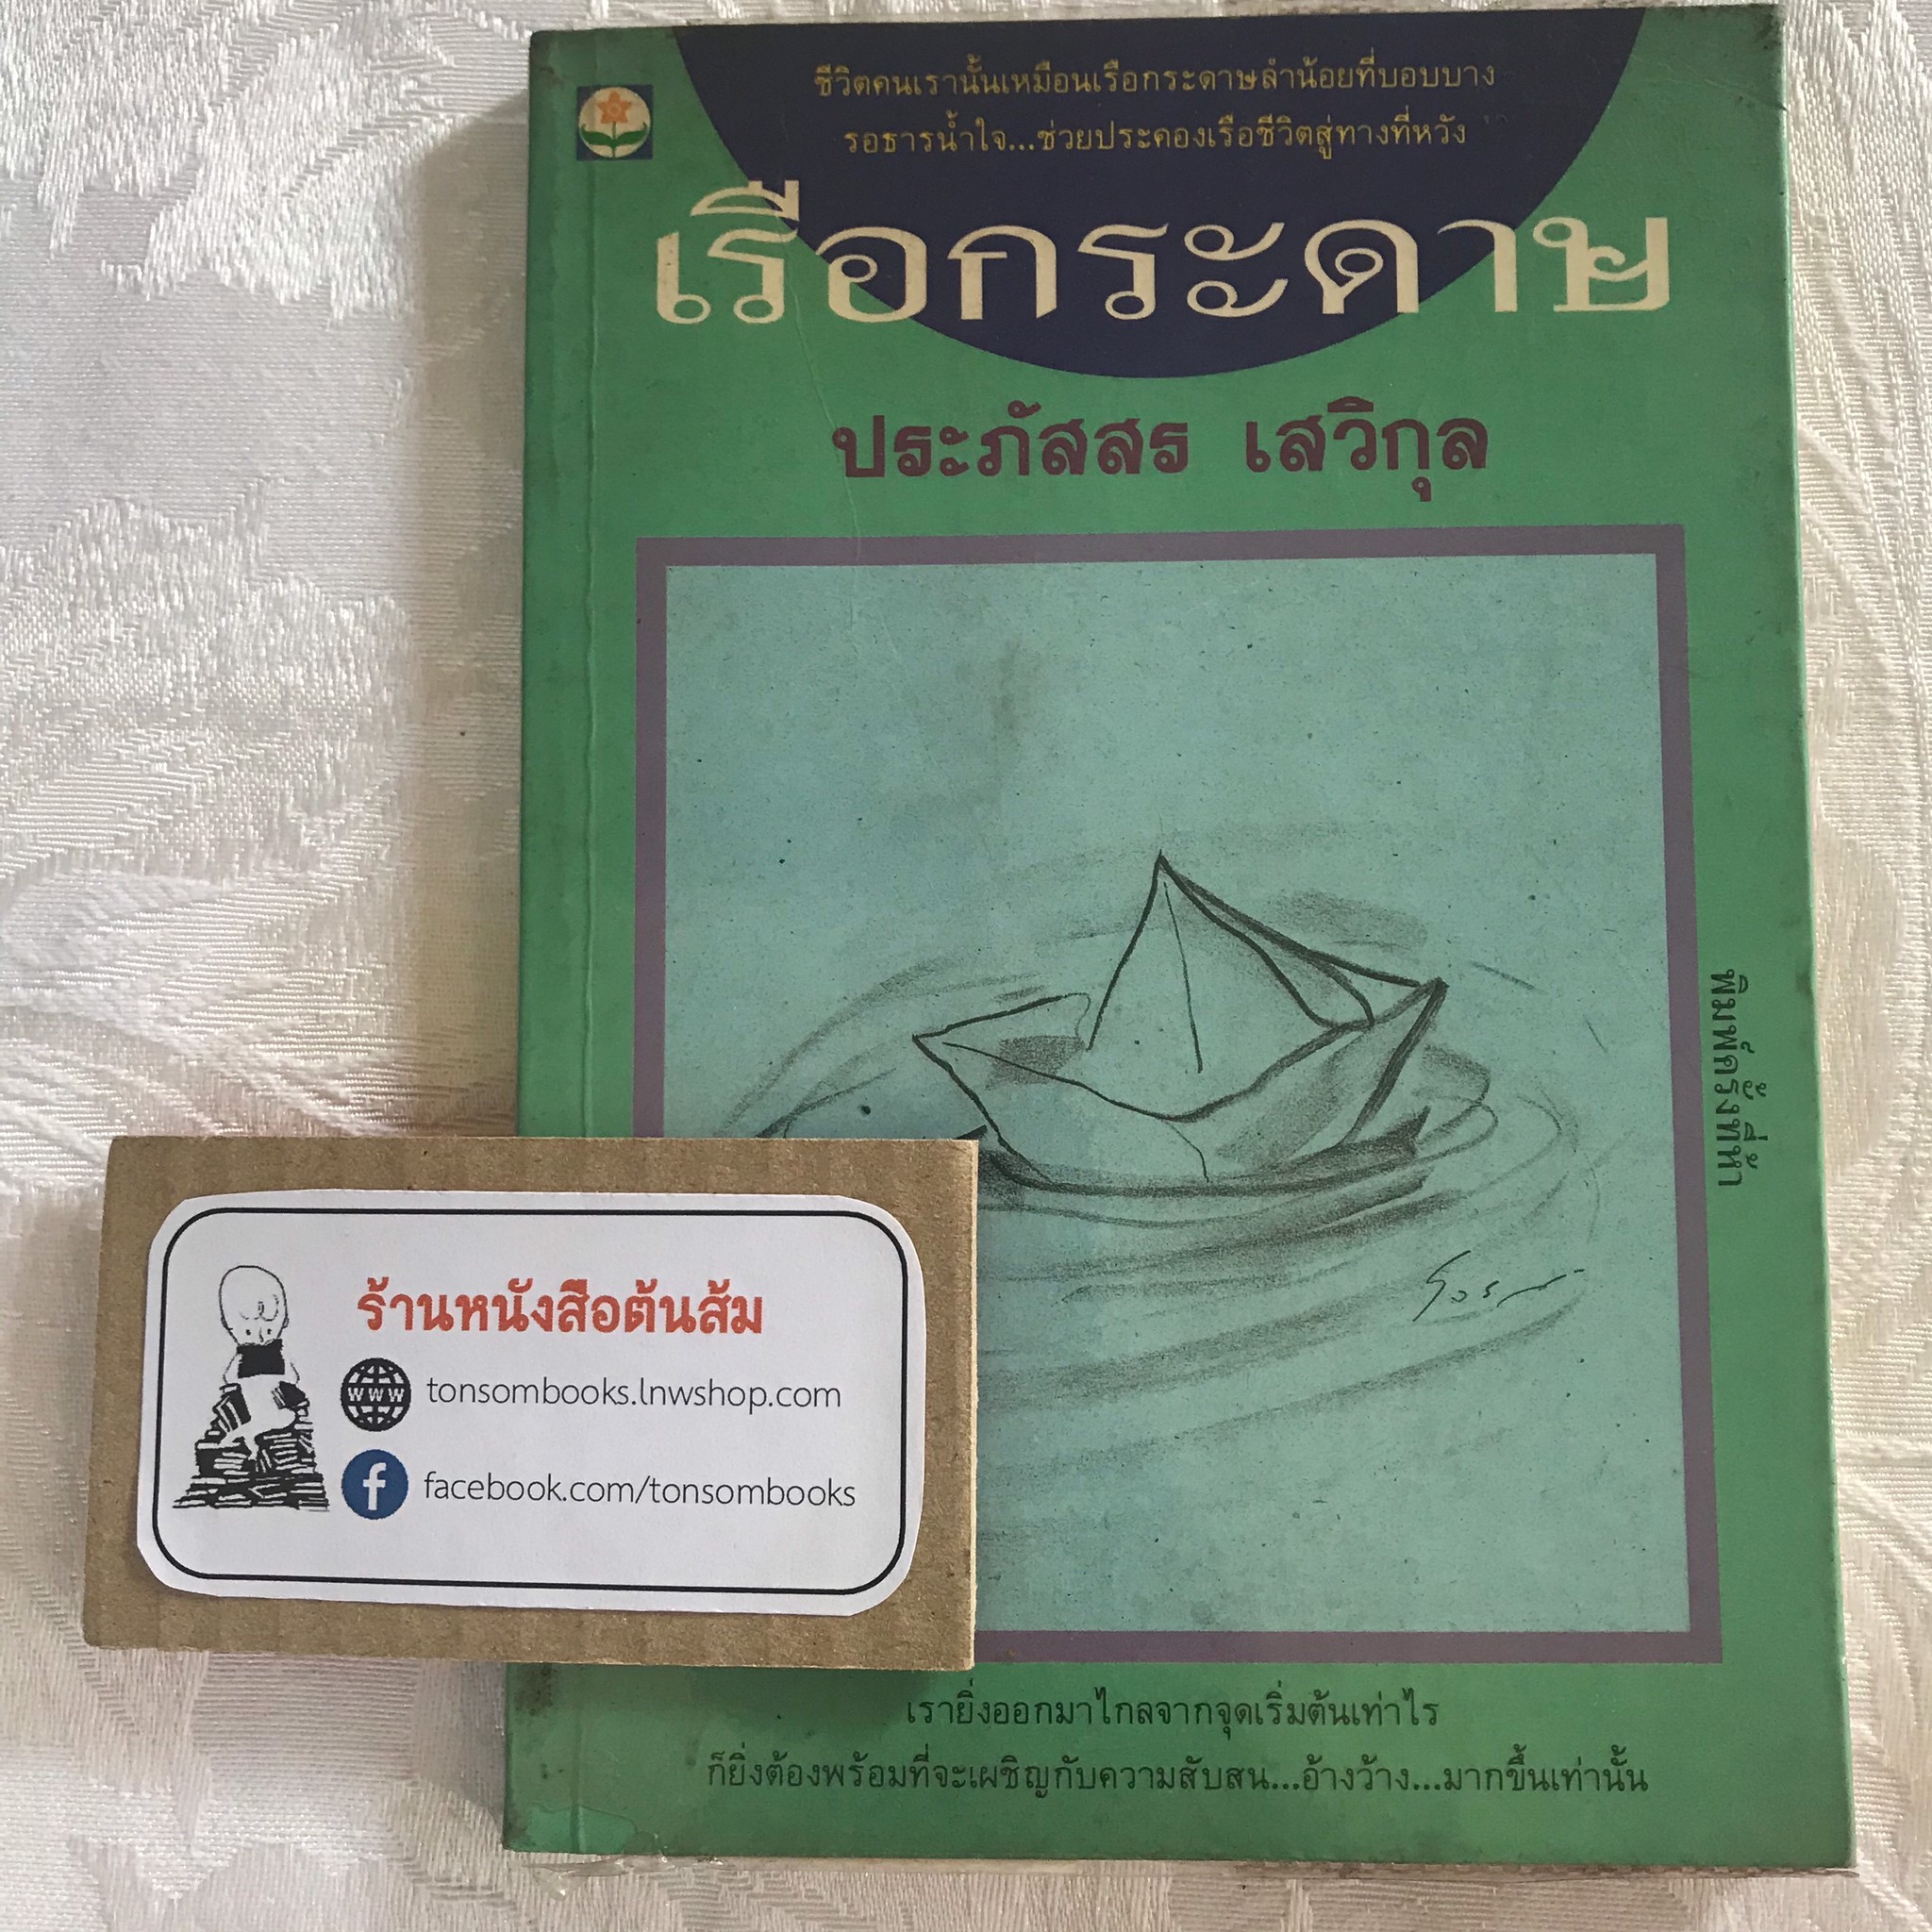 ชีวิตคนเรานั้นเหมือนเรือกระดาษลำน้อยที่บอบบาง
รอธารน้ำใจ...ช่วยประคองเรือชีวิตสู่ทางที่หวัง
เรือกระดาษ
ประภัสสร เสวิกุล
พิมพ์ครั้งที่ห้า
ร้านหนังสือต้นส้ม
www
tonsombooks.lnwshop.com
f
facebook.com/tonsombooks
เรายิ่งออกมาไกลจากจุดเริ่มต้นเท่าไร
ก็ยิ่งต้องพร้อมที่จะเผชิญกับความสับสน...อ้างว้าง...มากขึ้นเท่านั้น